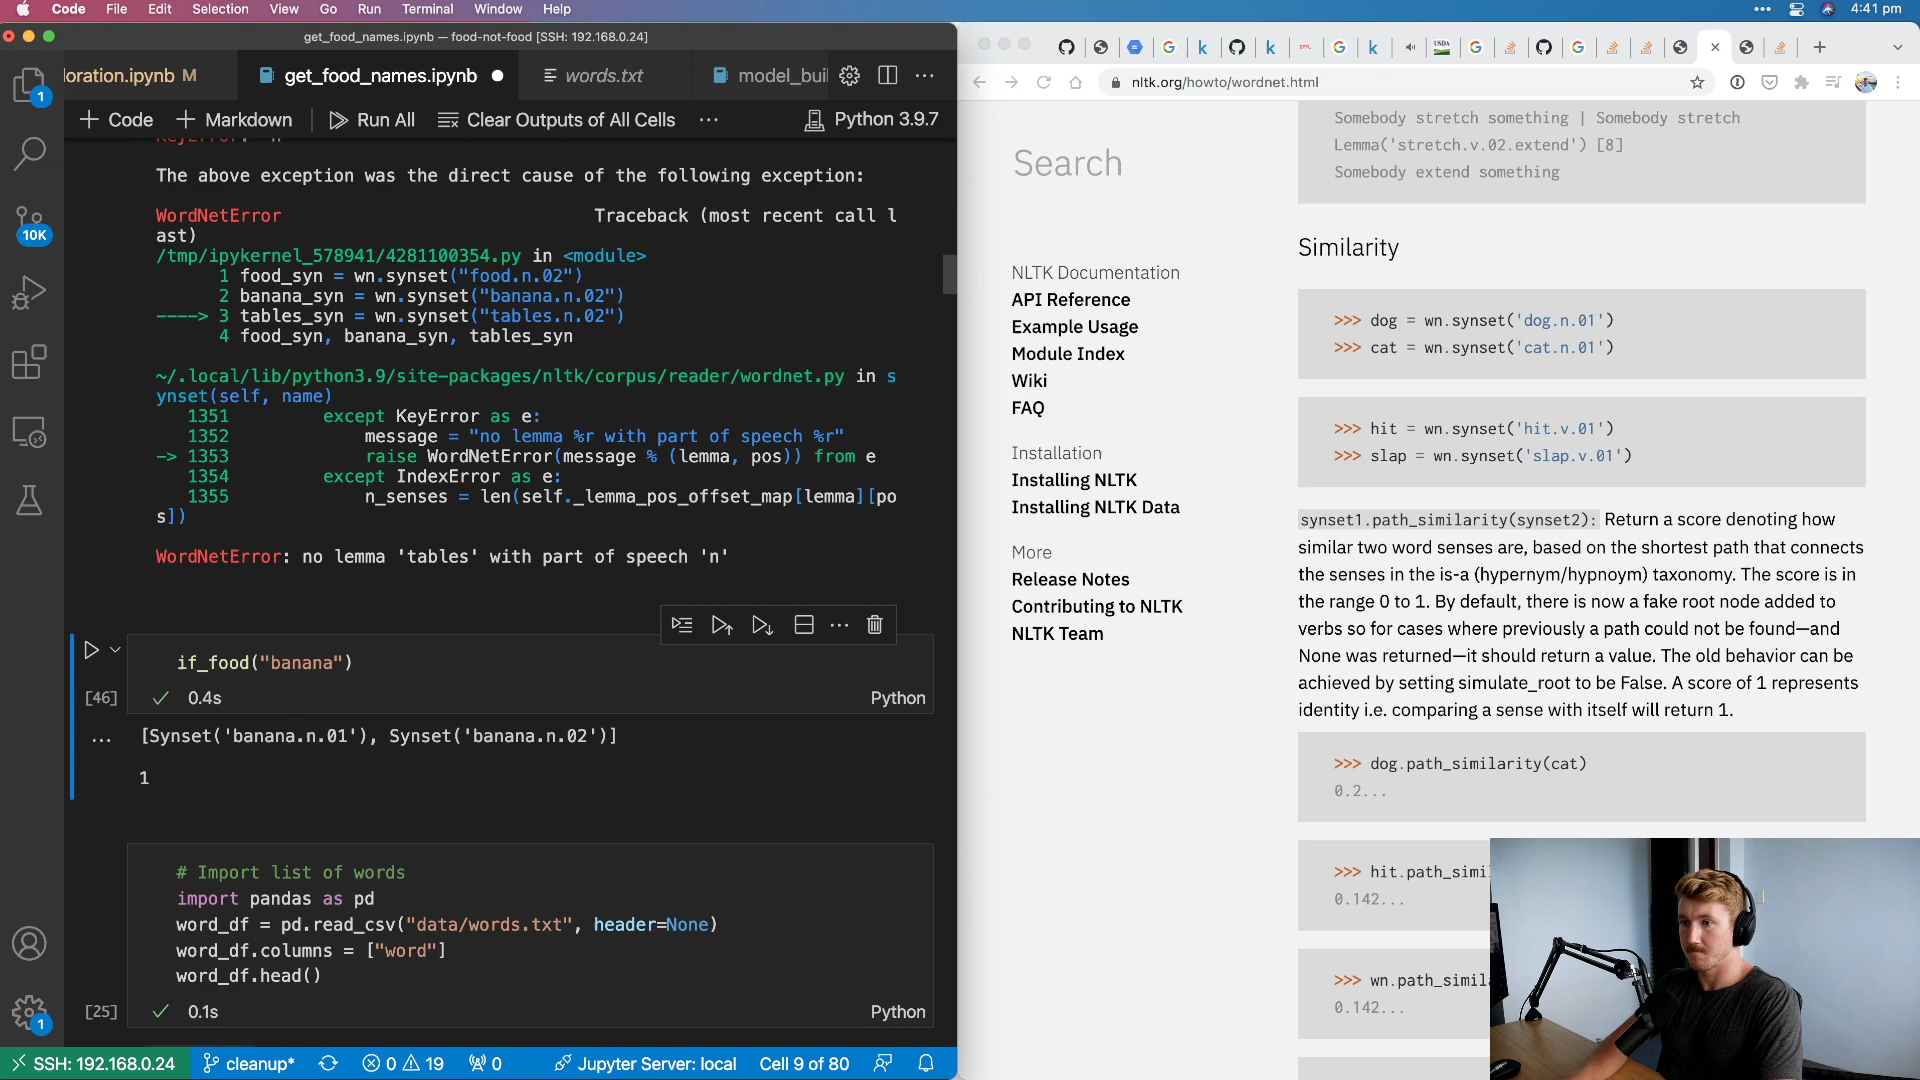 Code File Edit Selection View Go Run Terminal Window Help
4:41 pm
get_food_names.ipynb — food-not-food [SSH: 192.168.0.24]
loration.ipynb M
get_food_names.ipynb
words.txt
model_bui
+ Code
+ Markdown
Run All
Clear Outputs of All Cells
Python 3.9.7
1
10K
1
The above exception was the direct cause of the following exception:
WordNetError Traceback (most recent call l
ast)
/tmp/ipykernel_578941/4281100354.py in <module>
1 food_syn = wn.synset("food.n.02")
2 banana_syn = wn.synset("banana.n.02")
----> 3 tables_syn = wn.synset("tables.n.02")
4 food_syn, banana_syn, tables_syn
~/.local/lib/python3.9/site-packages/nltk/corpus/reader/wordnet.py in s
ynset(self, name)
1351 except KeyError as e:
1352 message = "no lemma %r with part of speech %r"
-> 1353 raise WordNetError(message % (lemma, pos)) from e
1354 except IndexError as e:
1355 n_senses = len(self._lemma_pos_offset_map[lemma][po
s])
WordNetError: no lemma 'tables' with part of speech 'n'
if_food("banana")
[46]
0.4s
Python
[Synset('banana.n.01'), Synset('banana.n.02')]
1
# Import list of words
import pandas as pd
word_df = pd.read_csv("data/words.txt", header=None)
word_df.columns = ["word"]
word_df.head()
[25]
0.1s
Python
SSH: 192.168.0.24
cleanup*
0
19
0
Jupyter Server: local
Cell 9 of 80
USDA
nltk.org/howto/wordnet.html
Search
NLTK Documentation
API Reference
Example Usage
Module Index
Wiki
FAQ
Installation
Installing NLTK
Installing NLTK Data
More
Release Notes
Contributing to NLTK
NLTK Team
Somebody stretch something | Somebody stretch
Lemma('stretch.v.02.extend') [8]
Somebody extend something
Similarity
>>> dog = wn.synset('dog.n.01')
>>> cat = wn.synset('cat.n.01')
>>> hit = wn.synset('hit.v.01')
>>> slap = wn.synset('slap.v.01')
synset1.path_similarity(synset2): Return a score denoting how
similar two word senses are, based on the shortest path that connects
the senses in the is-a (hypernym/hypnoym) taxonomy. The score is in
the range 0 to 1. By default, there is now a fake root node added to
verbs so for cases where previously a path could not be found—and
None was returned—it should return a value. The old behavior can be
achieved by setting simulate_root to be False. A score of 1 represents
identity i.e. comparing a sense with itself will return 1.
>>> dog.path_similarity(cat)
0.2...
>>> hit.path_simi
0.142...
>>> wn.path_simil
0.142...